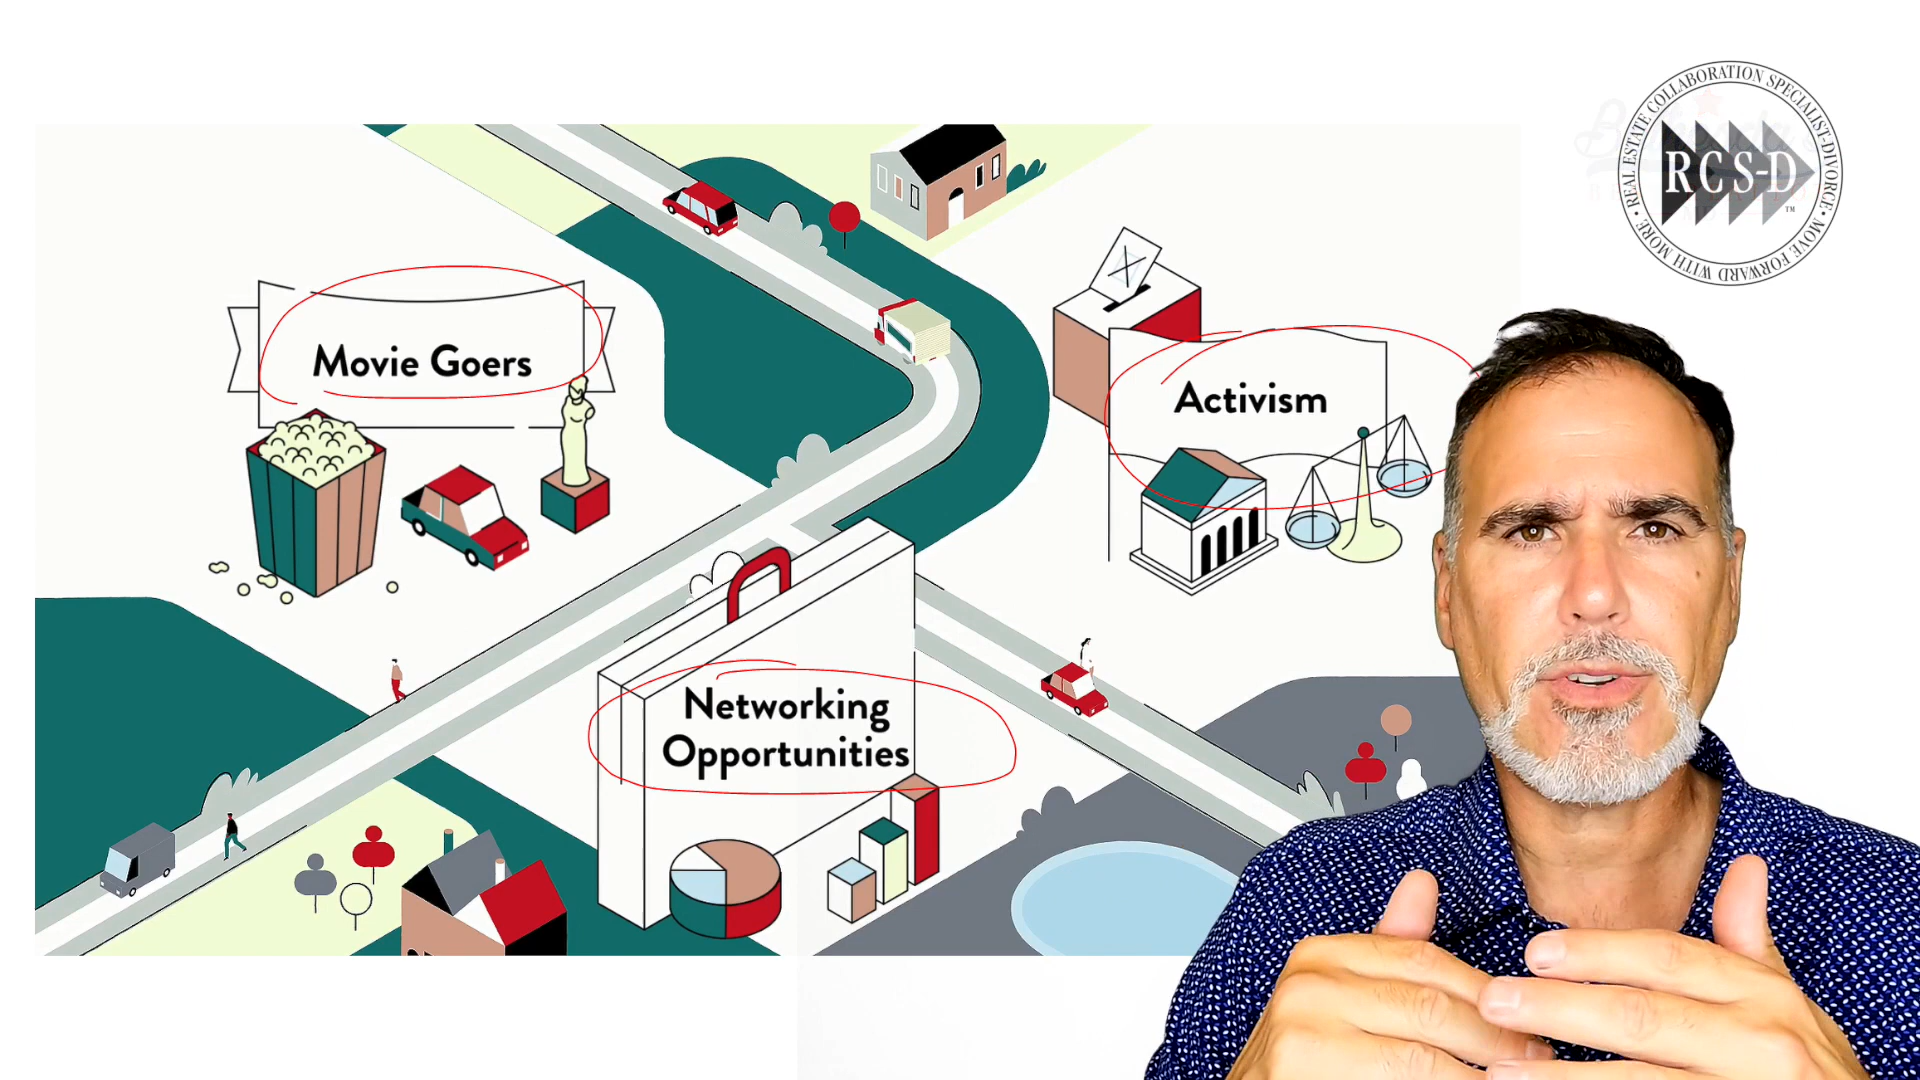 Movie Goers
Activism
Networking
Opportunities
• REAL ESTATE COLLABORATION SPECIALIST-DIVORCE • MOVE FORWARD WITH MORE
RCS-D
TM